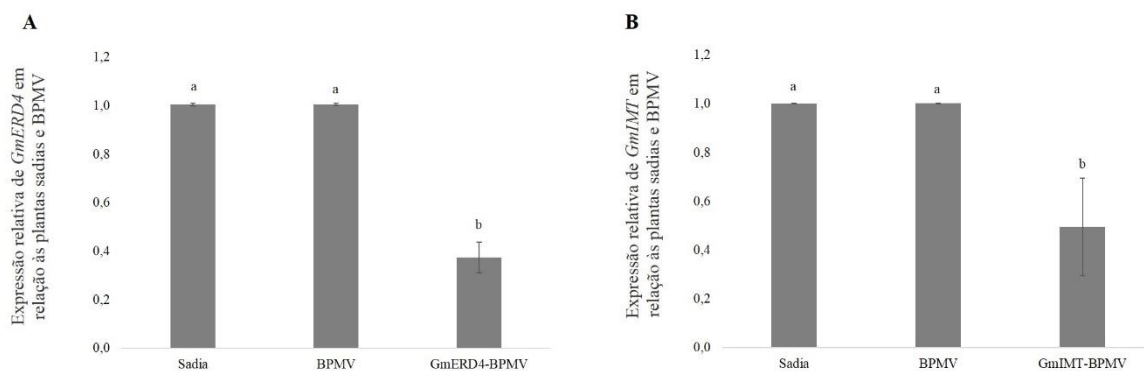 A
Expressão relativa de GmERD4 em
relação às plantas sadias e BPMV
1,2
1,0
0,8
0,6
0,4
0,2
0,0
a
a
b
Sadia BPMV GmERD4-BPMV
B
Expressão relativa de GmIMT em
relação às plantas sadias e BPMV
1,2
1,0
0,8
0,6
0,4
0,2
0,0
a
a
b
Sadia BPMV GmIMT-BPMV